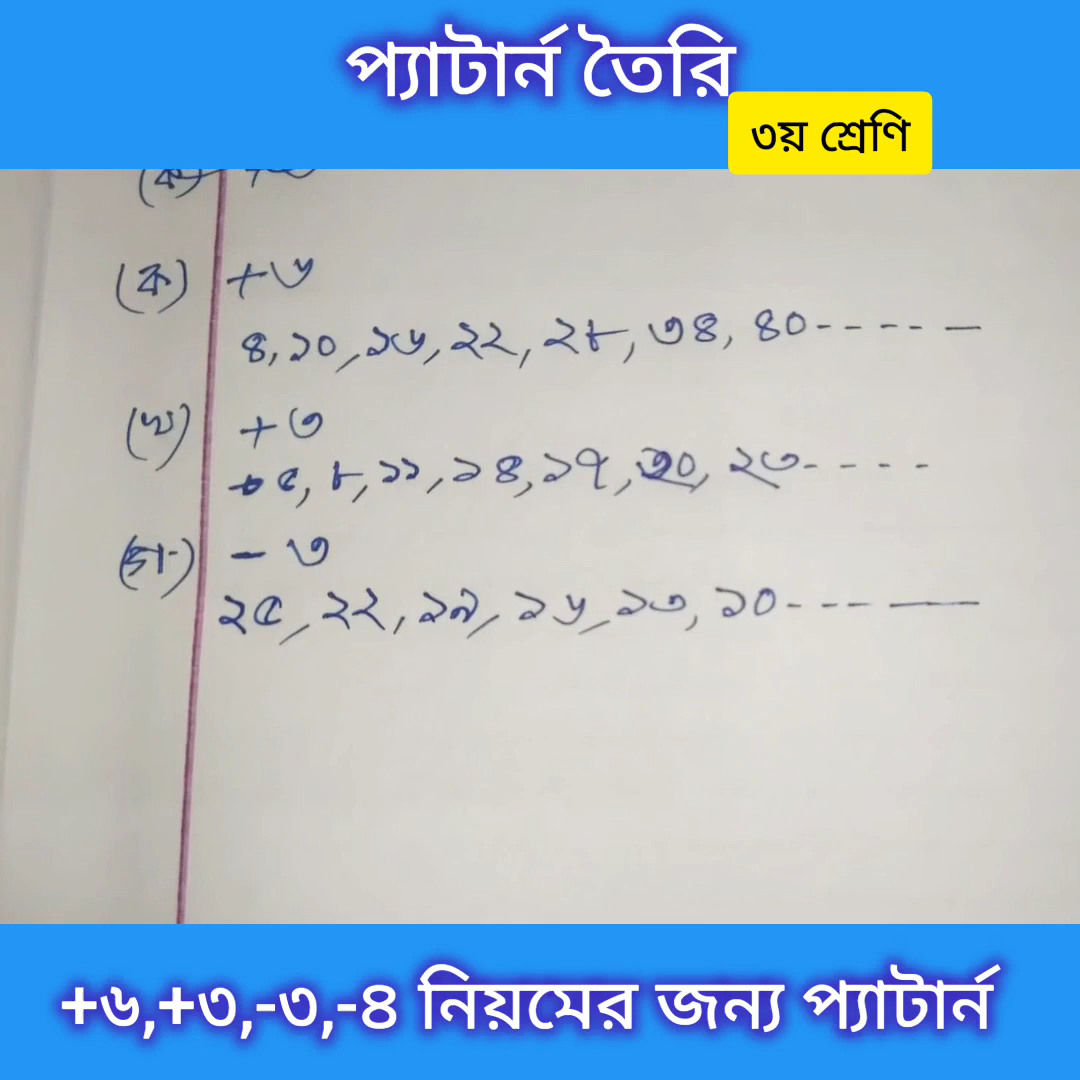 প্যাটার্ন তৈরি
৩য় শ্রেণি
(ক) +৬
৪, ১০, ১৬, ২২, ২৮, ৩৪, ৪০-----
(খ) +৩
৫, ৮, ১১, ১৪, ১৭, ২০, ২৩----
(গ) - ৩
২৫, ২২, ১৯, ১৬, ১৩, ১০-----
+৬,+৩,-৩,-৪ নিয়মের জন্য প্যাটার্ন